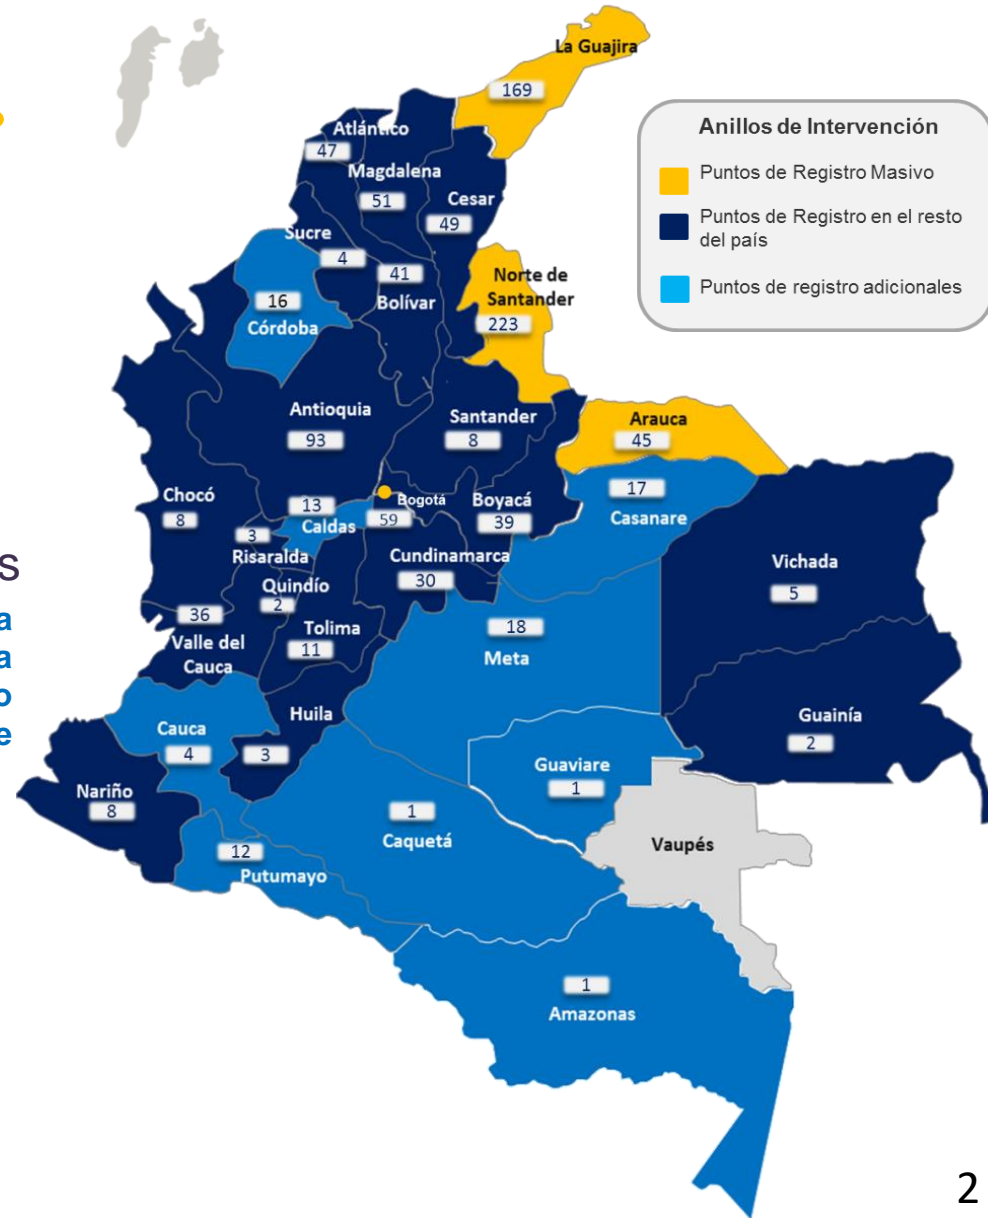 La Guajira
169
Anillos de Intervención
Puntos de Registro Masivo
Puntos de Registro en el resto
del país
Puntos de registro adicionales
Atlántico
47
Magdalena
51
Cesar
49
Sucre
4
41
Bolívar
Norte de
Santander
223
16
Córdoba
Antioquia
93
Santander
8
Arauca
45
17
Casanare
Chocó
8
13
Caldas
Bogotá
59
Boyacá
39
3
Risaralda
Cundinamarca
30
Vichada
5
Quindío
2
36
Valle del
Cauca
Tolima
11
18
Meta
s
a
a
o
e
Huila
3
Cauca
4
Guainía
2
Nariño
8
Guaviare
1
1
Caquetá
Vaupés
12
Putumayo
1
Amazonas
2